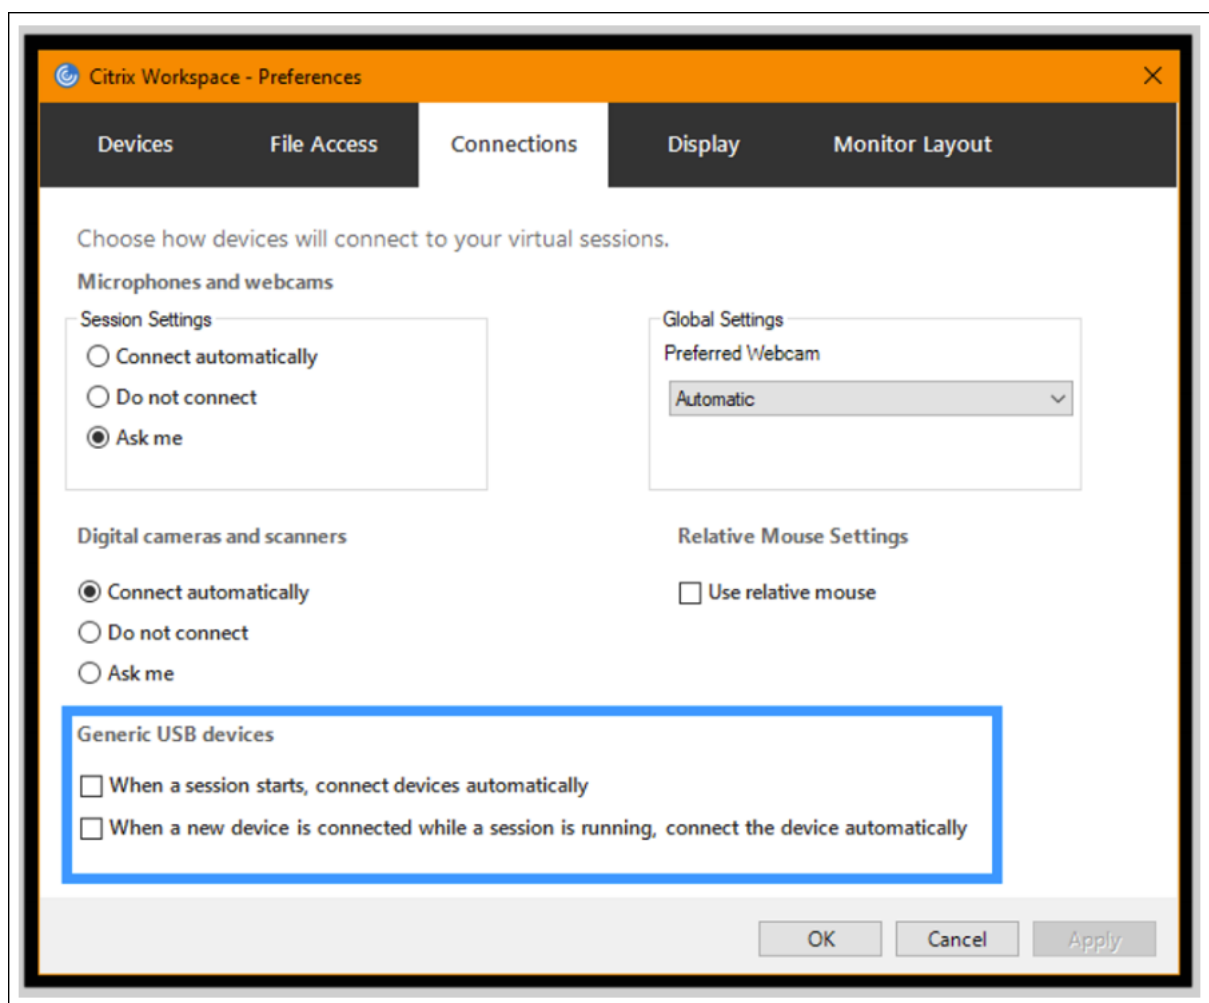 Citrix Workspace - Preferences
Devices File Access Connections Display Monitor Layout
Choose how devices will connect to your virtual sessions.
Microphones and webcams
Session Settings
Connect automatically
Do not connect
Ask me
Global Settings
Preferred Webcam
Automatic
Digital cameras and scanners
Connect automatically
Do not connect
Ask me
Relative Mouse Settings
Use relative mouse
Generic USB devices
When a session starts, connect devices automatically
When a new device is connected while a session is running, connect the device automatically
OK Cancel Apply